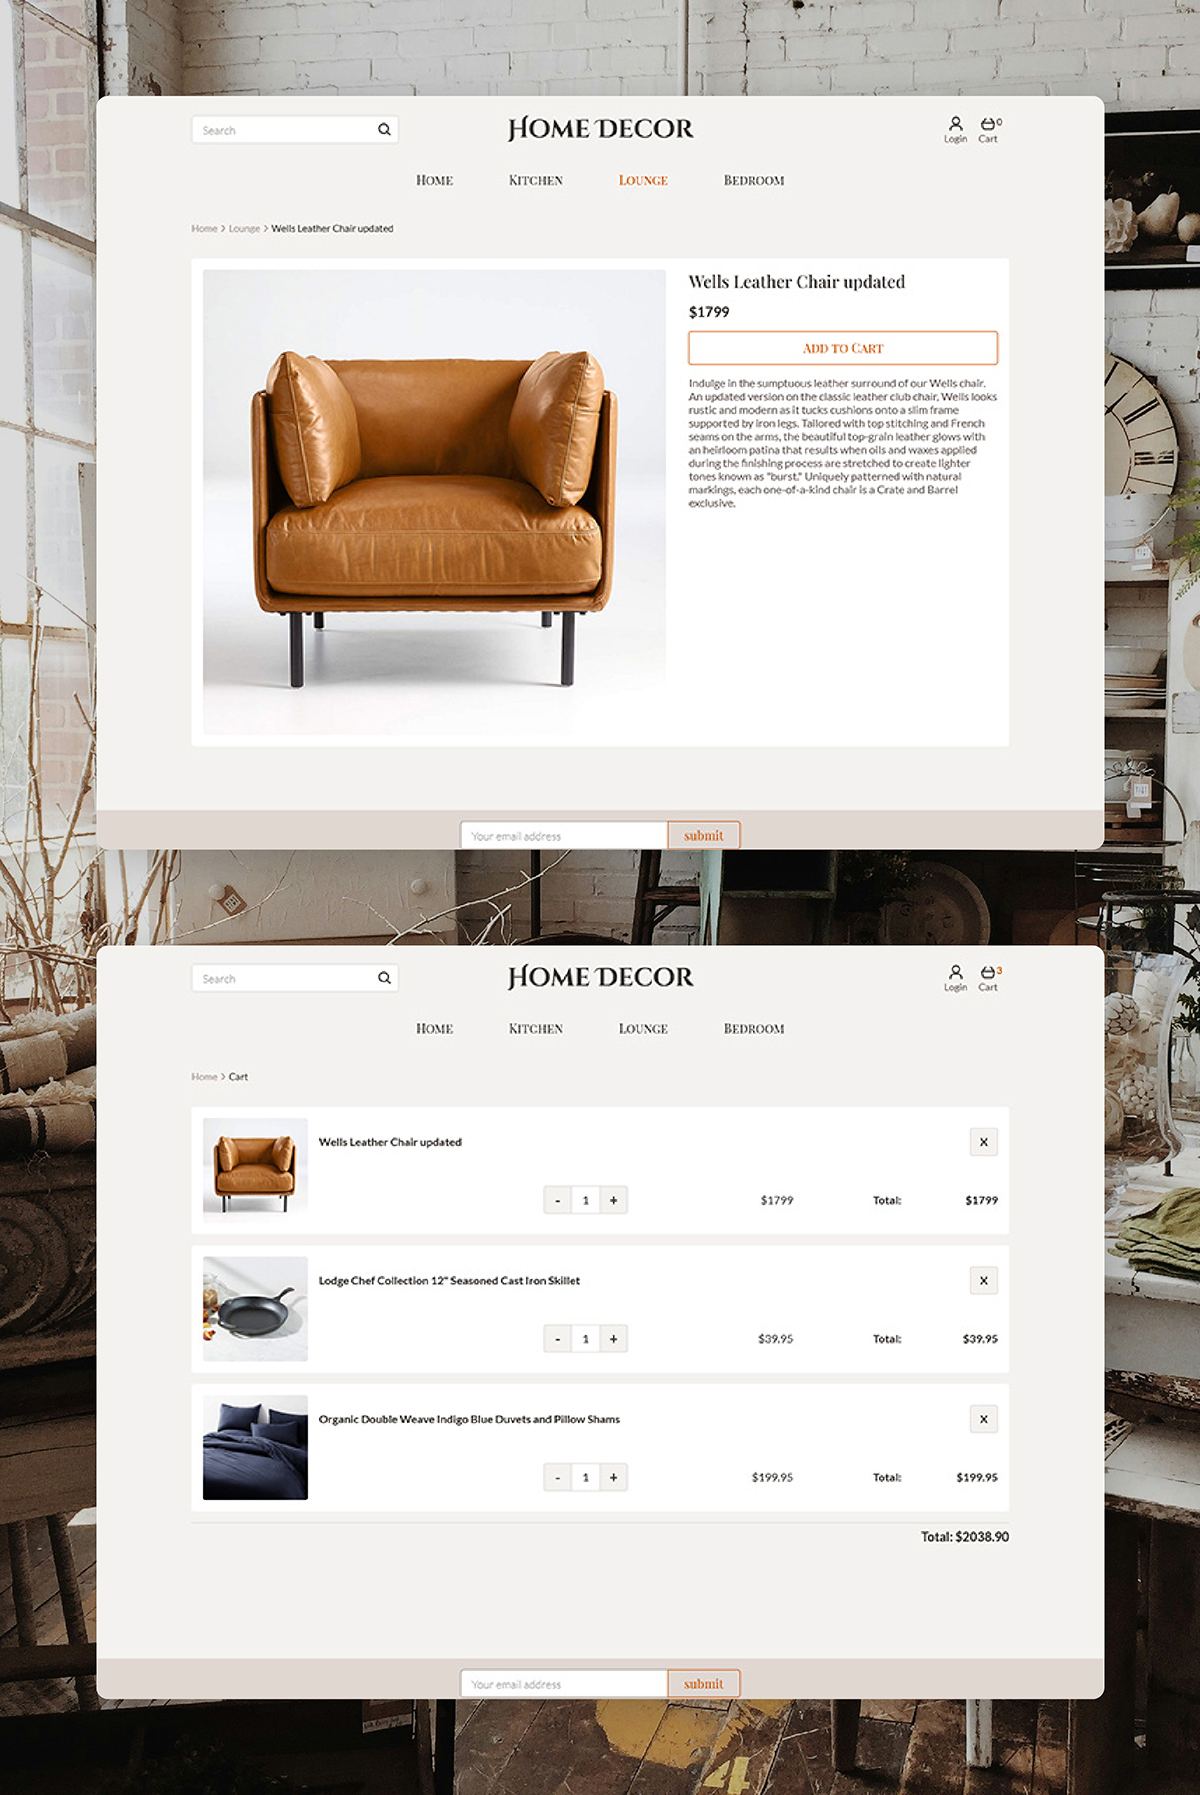 Search
HOME DECOR
Login
0
Cart
HOME
KITCHEN
LOUNGE
BEDROOM
Home > Lounge > Wells Leather Chair updated
Wells Leather Chair updated
$1799
ADD TO CART
Indulge in the sumptuous leather surround of our Wells chair.
An updated version on the classic leather club chair, Wells looks
rustic and modern as it tucks cushions onto a slim frame
supported by iron legs. Tailored with top stitching and French
seams on the arms, the beautiful top-grain leather glows with
an heirloom patina that results when oils and waxes applied
during the finishing process are stretched to create lighter
tones known as "burst." Uniquely patterned with natural
markings, each one-of-a-kind chair is a Crate and Barrel
exclusive.
Your email address
submit
Search
HOME DECOR
Login
3
Cart
HOME
KITCHEN
LOUNGE
BEDROOM
Home > Cart
Wells Leather Chair updated
X
- 1 +
$1799
Total:
$1799
Lodge Chef Collection 12" Seasoned Cast Iron Skillet
X
- 1 +
$39.95
Total:
$39.95
Organic Double Weave Indigo Blue Duvets and Pillow Shams
X
- 1 +
$199.95
Total:
$199.95
Total: $2038.90
Your email address
submit
4